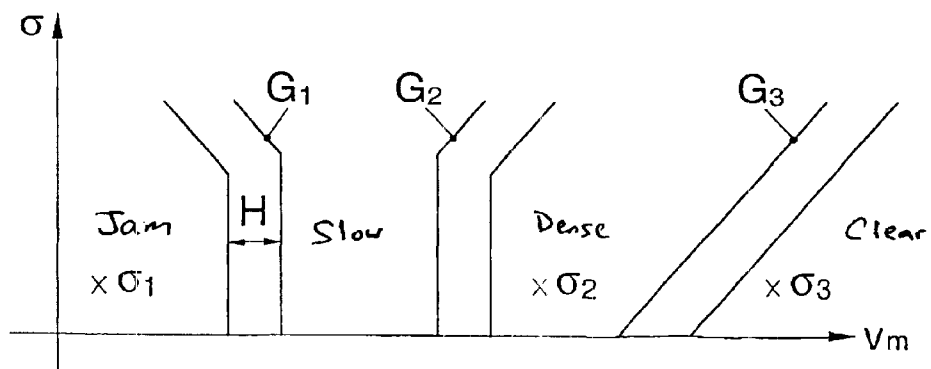 σ
G1 G2 G3
H
Jam Slow Dense Clear
× σ1 × σ2 × σ3
Vm